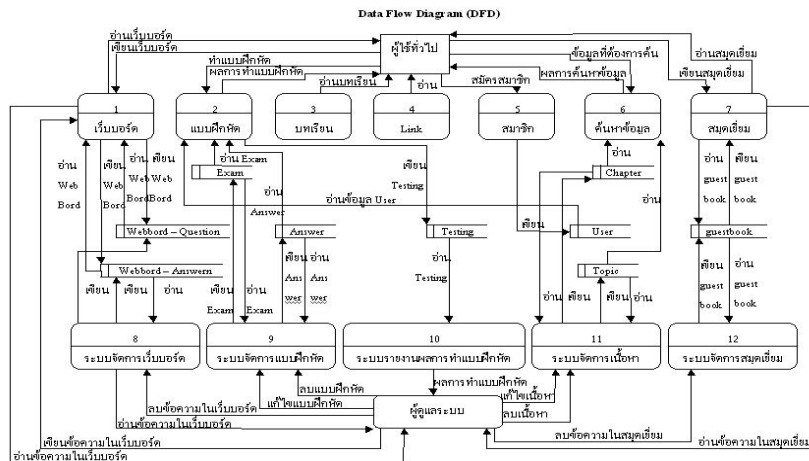 Data Flow Diagram (DFD)
อ่านเว็บบอร์ด
เขียนเว็บบอร์ด
ผู้ใช้ทั่วไป
ข้อมูลที่ต้องการค้น
อ่านสมุดเยี่ยม
ทำแบบฝึกหัด
ผลการทำแบบฝึกหัด
อ่านบทเรียน
อ่าน
สมัครสมาชิก
ผลการค้นหาข้อมูล
เขียนสมุดเยี่ยม
1
เว็บบอร์ด
2
แบบฝึกหัด
3
บทเรียน
4
Link
5
สมาชิก
6
ค้นหาข้อมูล
7
สมุดเยี่ยม
อ่าน
Web
Bord
เขียน
Web
Bord
อ่าน
Web
Bord
เขียน
Web
Bord
อ่าน Exam
Exam
อ่าน
Answer
เขียน
Testing
อ่านข้อมูล User
เขียน
อ่าน
Chapter
อ่าน
อ่าน
guest
book
เขียน
guest
book
Webbord – Question
Answer
Testing
User
guestbook
Webbord – Answern
Topic
เขียน
เขียน
อ่าน
เขียน
Exam
อ่าน
Exam
เขียน
Ans
wer
อ่าน
Ans
wer
อ่าน
Testing
อ่าน
เขียน
เขียน
อ่าน
เขียน
guest
book
อ่าน
guest
book
8
ระบบจัดการเว็บบอร์ด
9
ระบบจัดการแบบฝึกหัด
10
ระบบรายงานผลการทำแบบฝึกหัด
11
ระบบจัดการเนื้อหา
12
ระบบจัดการสมุดเยี่ยม
ลบแบบฝึกหัด
ผลการทำแบบฝึกหัด
แก้ไขแบบฝึกหัด
แก้ไขเนื้อหา
ผู้ดูแลระบบ
ลบข้อความในเว็บบอร์ด
ลบเนื้อหา
อ่านข้อความในเว็บบอร์ด
ลบข้อความในสมุดเยี่ยม
เขียนข้อความในเว็บบอร์ด
อ่านข้อความในสมุดเยี่ยม
อ่านข้อความในเว็บบอร์ด